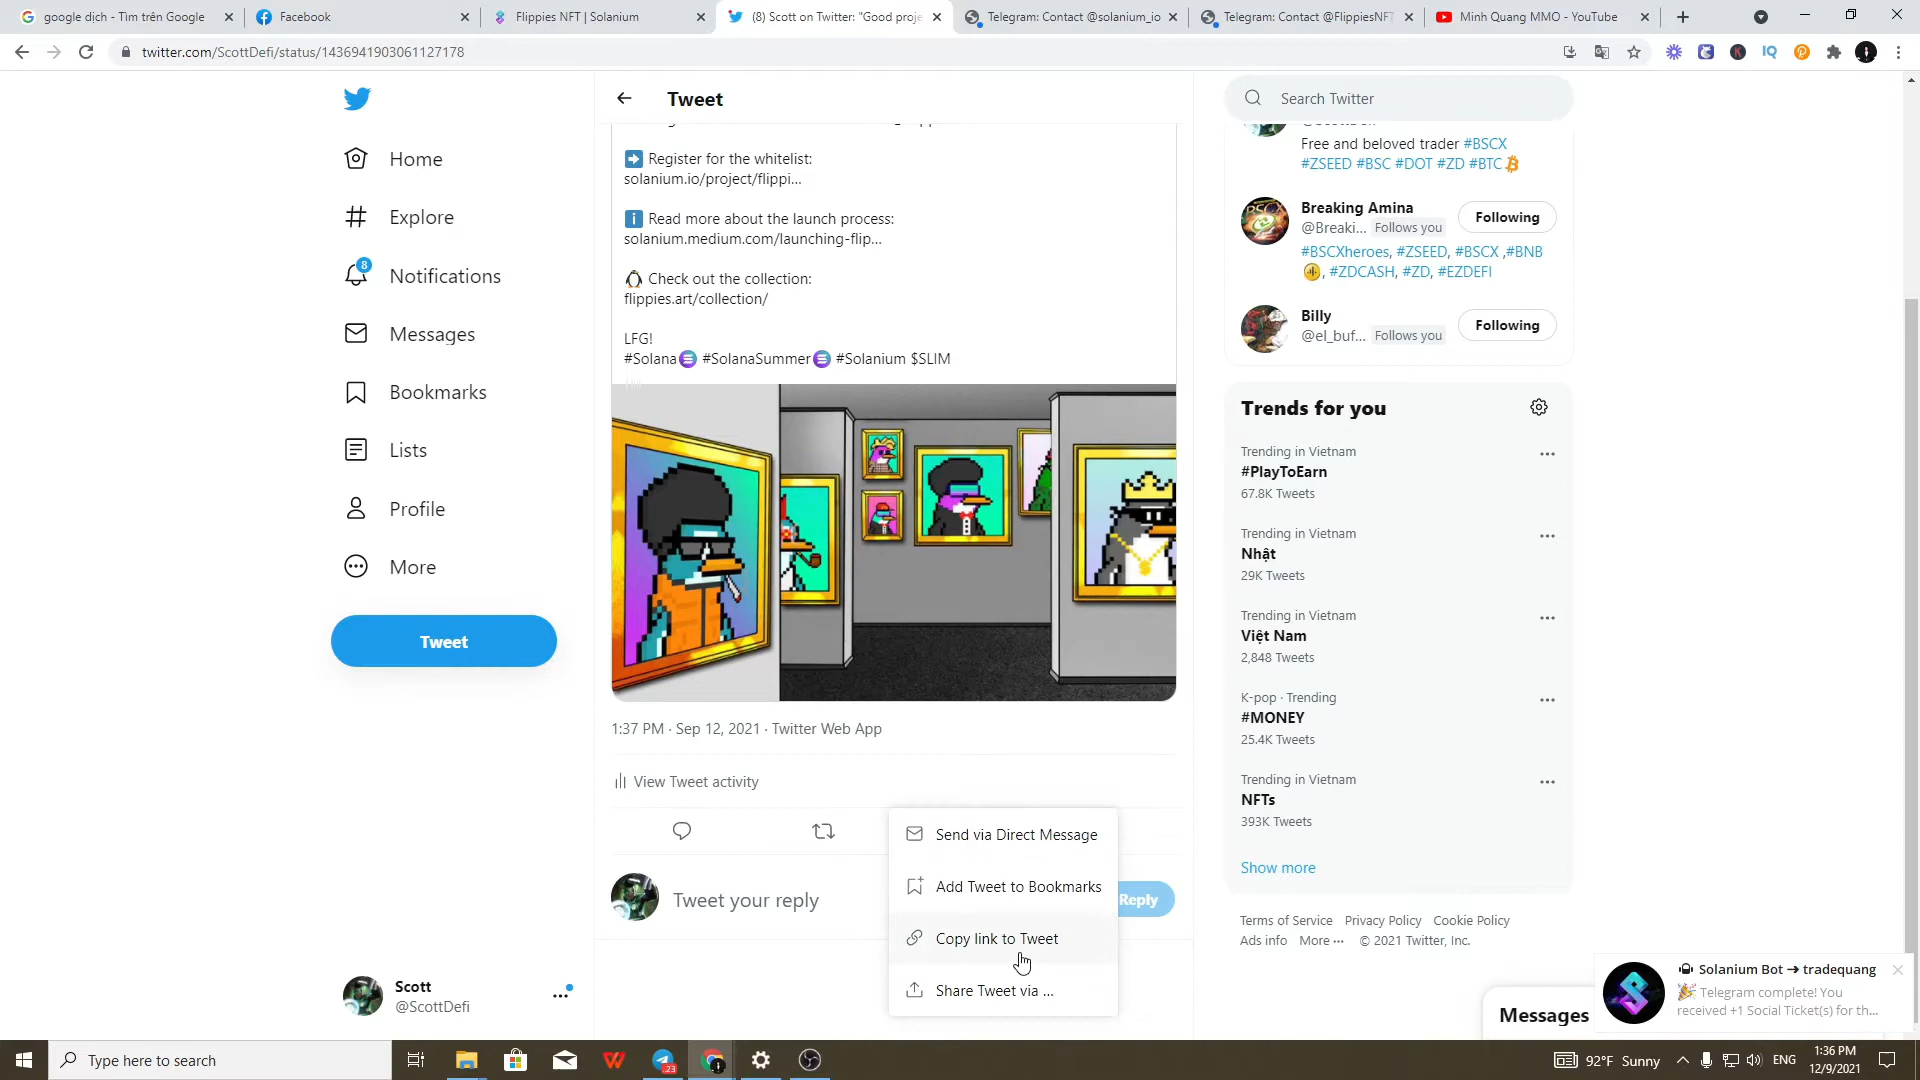 google dịch - Tìm trên Google
Facebook
Flippies NFT | Solanium
(8) Scott on Twitter: "Good proje
Telegram: Contact @solanium_io
Telegram: Contact @FlippiesNFT
Minh Quang MMO - YouTube
twitter.com/ScottDefi/status/1436941903061127178
Home
Explore
8
Notifications
Messages
Bookmarks
Lists
Profile
More
Tweet
Scott
@ScottDefi
Tweet
Register for the whitelist:
solanium.io/project/flippi...
Read more about the launch process:
solanium.medium.com/launching-flip...
Check out the collection:
flippies.art/collection/
LFG!
#Solana #SolanaSummer #Solanium $SLIM
1:37 PM · Sep 12, 2021 · Twitter Web App
View Tweet activity
Send via Direct Message
Add Tweet to Bookmarks
Copy link to Tweet
Share Tweet via ...
Tweet your reply
Reply
Search Twitter
Free and beloved trader #BSCX
#ZSEED #BSC #DOT #ZD #BTC
Breaking Amina
@Breaki... Follows you
Following
#BSCXheroes, #ZSEED, #BSCX ,#BNB
, #ZDCASH, #ZD, #EZDEFI
Billy
@el_buf... Follows you
Following
Trends for you
Trending in Vietnam
#PlayToEarn
67.8K Tweets
Trending in Vietnam
Nhật
29K Tweets
Trending in Vietnam
Việt Nam
2,848 Tweets
K-pop · Trending
#MONEY
25.4K Tweets
Trending in Vietnam
NFTs
393K Tweets
Show more
Terms of Service Privacy Policy Cookie Policy
Ads info More ··· © 2021 Twitter, Inc.
Messages
Solanium Bot ➔ tradequang
Telegram complete! You
received +1 Social Ticket(s) for th...
Type here to search
23
92°F Sunny
ENG
1:36 PM
12/9/2021